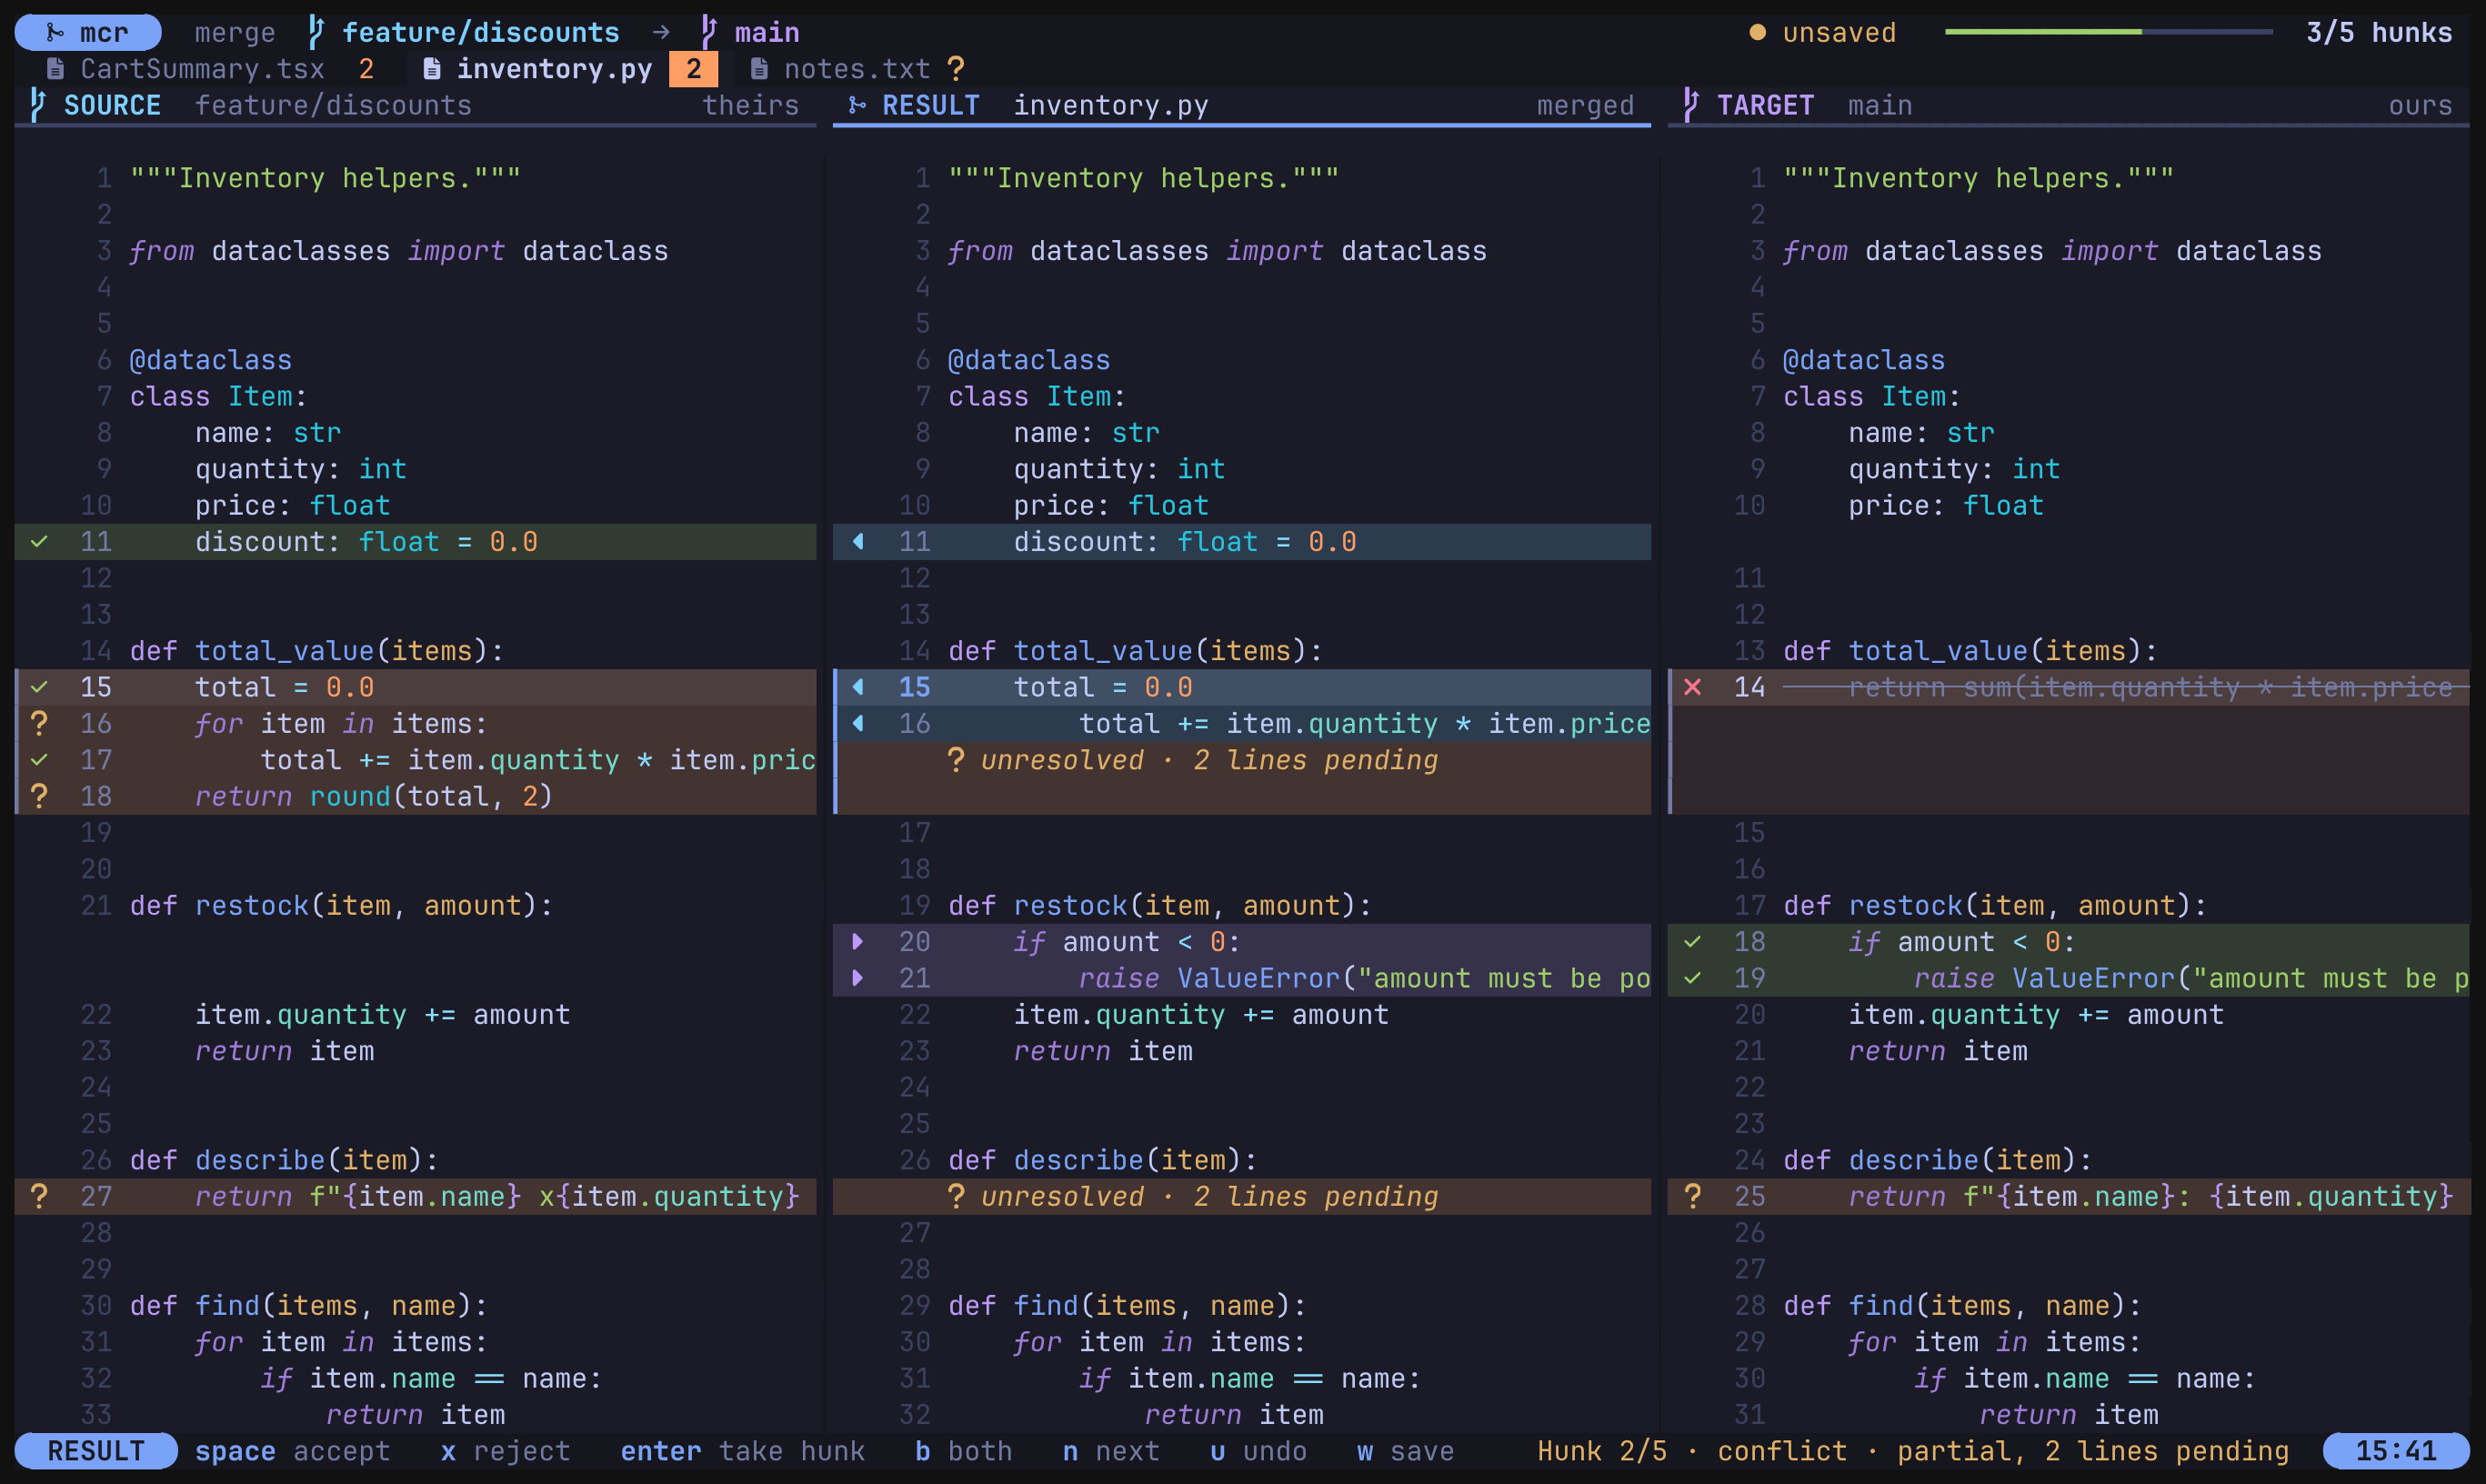 mcr merge feature/discounts → main ● unsaved 3/5 hunks
CartSummary.tsx 2 inventory.py 2 notes.txt ?
SOURCE feature/discounts theirs
1 """Inventory helpers."""
2
3 from dataclasses import dataclass
4
5
6 @dataclass
7 class Item:
8     name: str
9     quantity: int
10     price: float
✓ 11     discount: float = 0.0
12
13
14 def total_value(items):
✓ 15     total = 0.0
? 16     for item in items:
✓ 17         total += item.quantity * item.pric
? 18     return round(total, 2)
19
20
21 def restock(item, amount):
22     item.quantity += amount
23     return item
24
25
26 def describe(item):
? 27     return f"{item.name} x{item.quantity}
28
29
30 def find(items, name):
31     for item in items:
32         if item.name == name:
33             return item
RESULT inventory.py merged
1 """Inventory helpers."""
2
3 from dataclasses import dataclass
4
5
6 @dataclass
7 class Item:
8     name: str
9     quantity: int
10     price: float
11     discount: float = 0.0
12
13
14 def total_value(items):
15     total = 0.0
16         total += item.quantity * item.price
? unresolved · 2 lines pending
17
18
19 def restock(item, amount):
20     if amount < 0:
21         raise ValueError("amount must be po
22     item.quantity += amount
23     return item
24
25
26 def describe(item):
? unresolved · 2 lines pending
27
28
29 def find(items, name):
30     for item in items:
31         if item.name == name:
32             return item
TARGET main ours
1 """Inventory helpers."""
2
3 from dataclasses import dataclass
4
5
6 @dataclass
7 class Item:
8     name: str
9     quantity: int
10     price: float
11
12
13 def total_value(items):
✕ 14     return sum(item.quantity * item.price
15
16
17 def restock(item, amount):
✓ 18     if amount < 0:
✓ 19         raise ValueError("amount must be p
20     item.quantity += amount
21     return item
22
23
24 def describe(item):
? 25     return f"{item.name}: {item.quantity}
26
27
28 def find(items, name):
29     for item in items:
30         if item.name == name:
31             return item
RESULT space accept x reject enter take hunk b both n next u undo w save Hunk 2/5 · conflict · partial, 2 lines pending 15:41